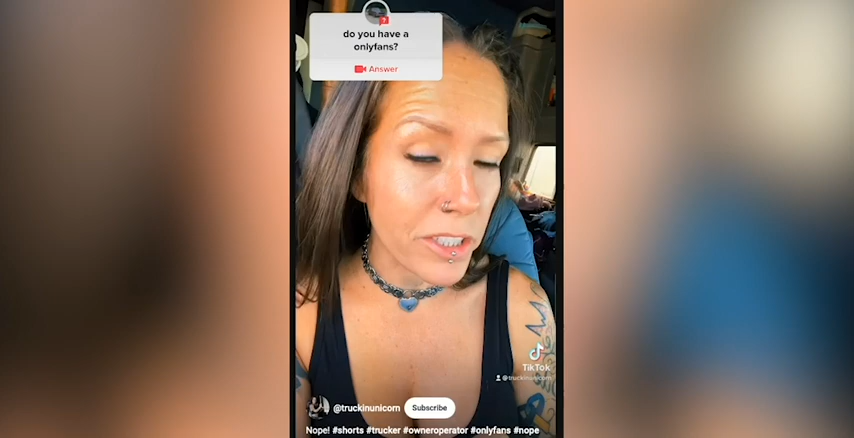 do you have a
onlyfans?
Answer
TikTok
@truckinunicorn
@truckinunicorn
Subscribe
Nope! #shorts #trucker #owneroperator #onlyfans #nope